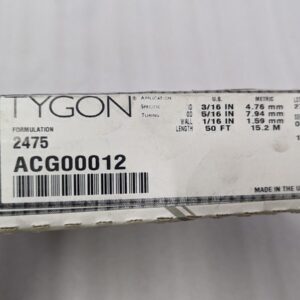 TYGON®
APPLICATION
SPECIFIC
TUBING
U.S. METRIC
ID 3/16 IN 4.76 mm
OD 5/16 IN 7.94 mm
WALL 1/16 IN 1.59 mm
LENGTH 50 FT 15.2 M
FORMULATION
2475
ACG00012
MADE IN THE U